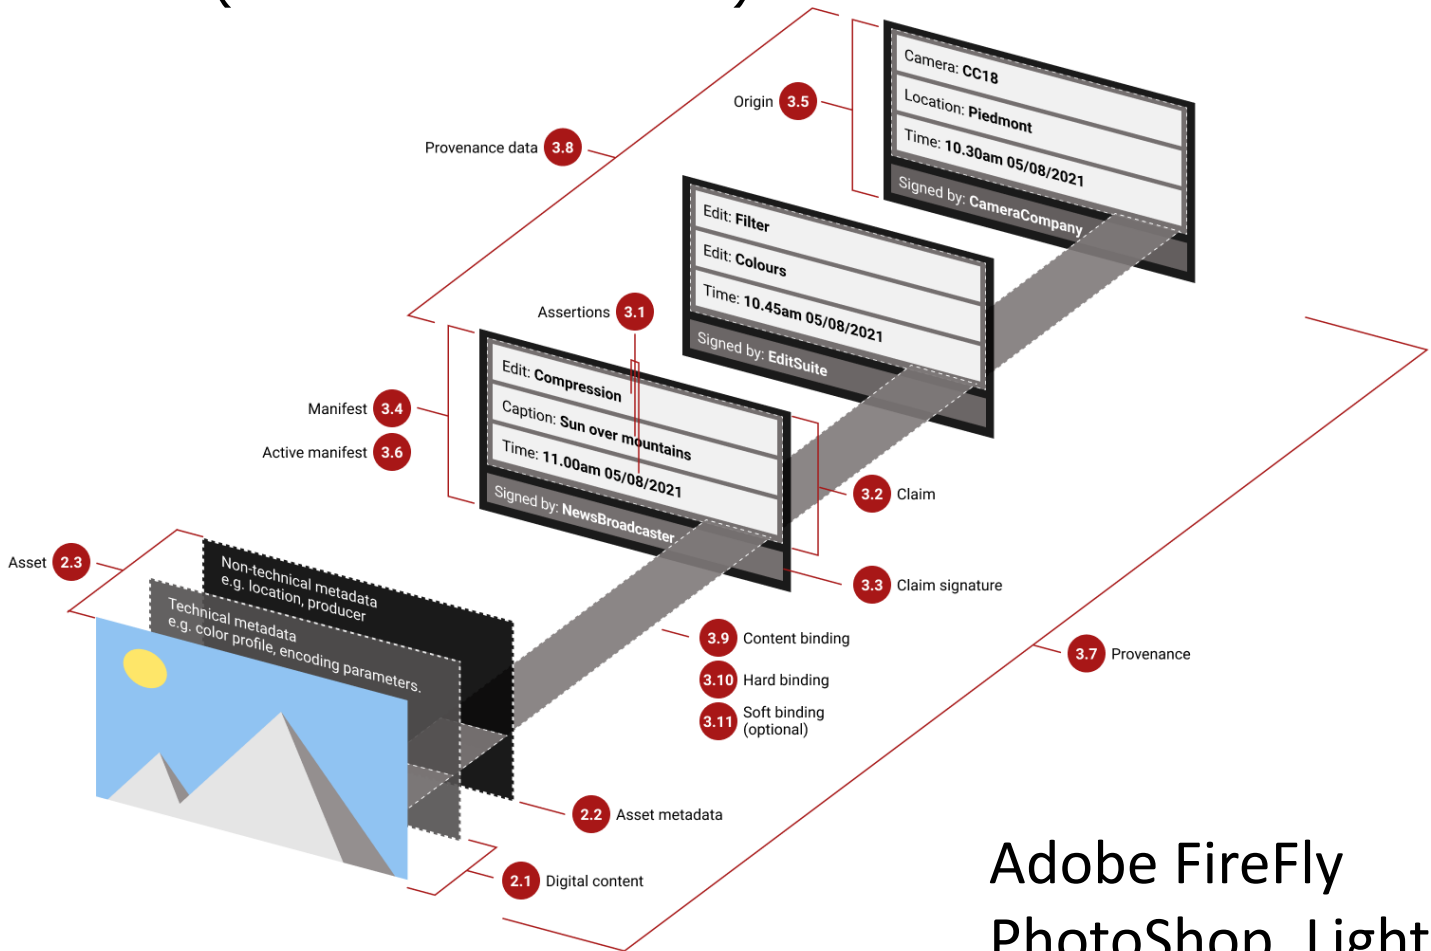 (
)
Camera: CC18
Location: Piedmont
Time: 10.30am 05/08/2021
Signed by: CameraCompany
Origin 3.5
Provenance data 3.8
Edit: Filter
Edit: Colours
Time: 10.45am 05/08/2021
Signed by: EditSuite
Assertions 3.1
Edit: Compression
Caption: Sun over mountains
Time: 11.00am 05/08/2021
Signed by: NewsBroadcaster
Manifest 3.4
Active manifest 3.6
3.2 Claim
3.3 Claim signature
Asset 2.3
Non-technical metadata
e.g. location, producer
Technical metadata
e.g. color profile, encoding parameters.
3.9 Content binding
3.10 Hard binding
3.11 Soft binding
(optional)
3.7 Provenance
2.2 Asset metadata
2.1 Digital content
Adobe FireFly
PhotoShop, Light